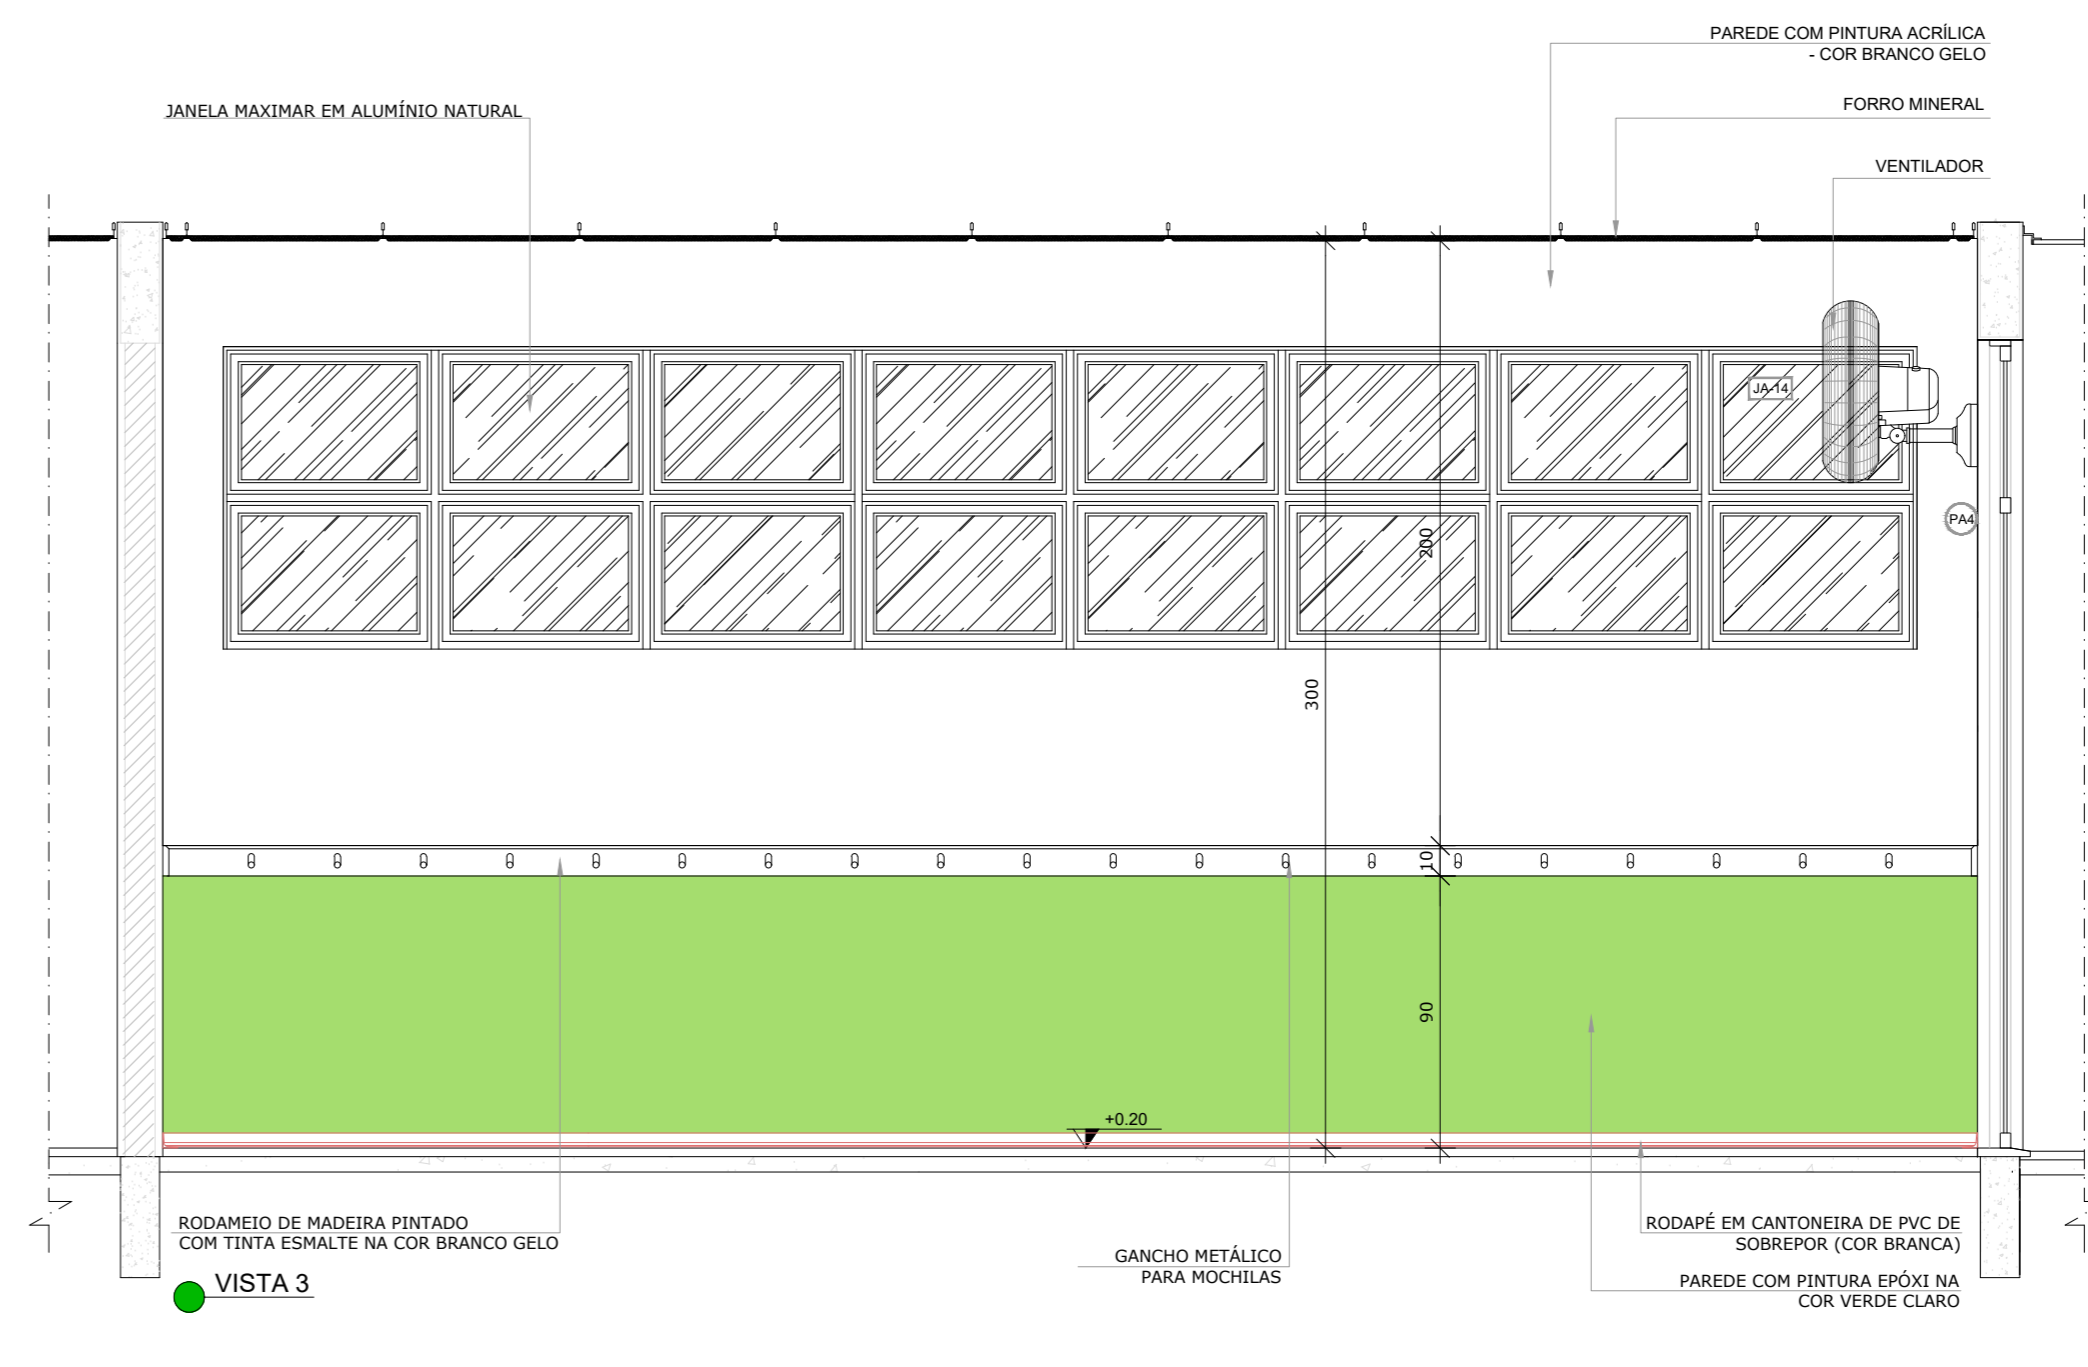 PAREDE COM PINTURA ACRÍLICA
- COR BRANCO GELO
JANELA MAXIMAR EM ALUMÍNIO NATURAL
FORRO MINERAL
VENTILADOR
JA-14
PA4
200
300
10
90
+0.20
RODAMEIO DE MADEIRA PINTADO
COM TINTA ESMALTE NA COR BRANCO GELO
GANCHO METÁLICO
PARA MOCHILAS
RODAPÉ EM CANTONEIRA DE PVC DE
SOBREPOR (COR BRANCA)
PAREDE COM PINTURA EPÓXI NA
COR VERDE CLARO
VISTA 3